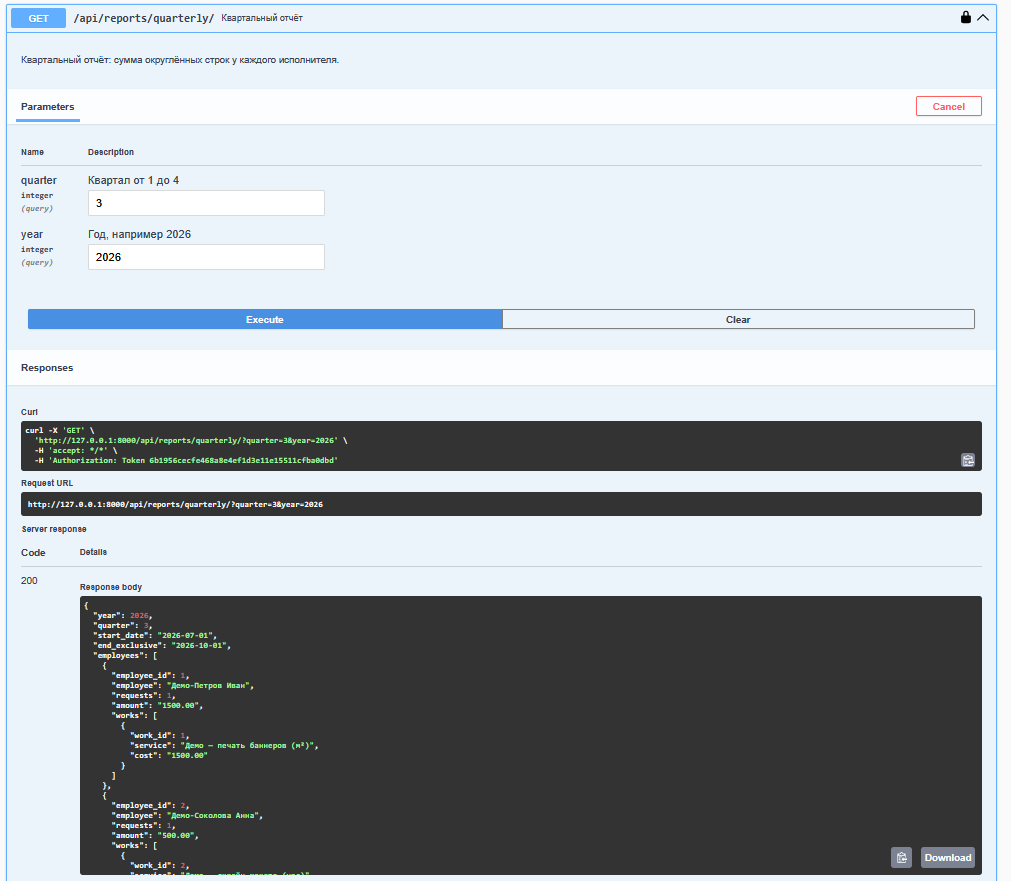 GET /api/reports/quarterly/ Квартальный отчёт
Квартальный отчёт: сумма округлённых строк у каждого исполнителя.
Parameters
Cancel
Name Description
quarter Квартал от 1 до 4
integer
(query)
3
year Год, например 2026
integer
(query)
2026
Execute Clear
Responses
Curl
curl -X 'GET' \
'http://127.0.0.1:8000/api/reports/quarterly/?quarter=3&year=2026' \
-H 'accept: */*' \
-H 'Authorization: Token 6b1956cecfe468a8e4ef1d3e11e15511cfba0dbd'
Request URL
http://127.0.0.1:8000/api/reports/quarterly/?quarter=3&year=2026
Server response
Code Details
200
Response body
{
"year": 2026,
"quarter": 3,
"start_date": "2026-07-01",
"end_exclusive": "2026-10-01",
"employees": [
{
"employee_id": 1,
"employee": "Демо-Петров Иван",
"requests": 1,
"amount": "1500.00",
"works": [
{
"work_id": 1,
"service": "Демо — печать баннеров (м²)",
"cost": "1500.00"
}
]
},
{
"employee_id": 2,
"employee": "Демо-Соколова Анна",
"requests": 1,
"amount": "500.00",
"works": [
{
"work_id": 2,
Download